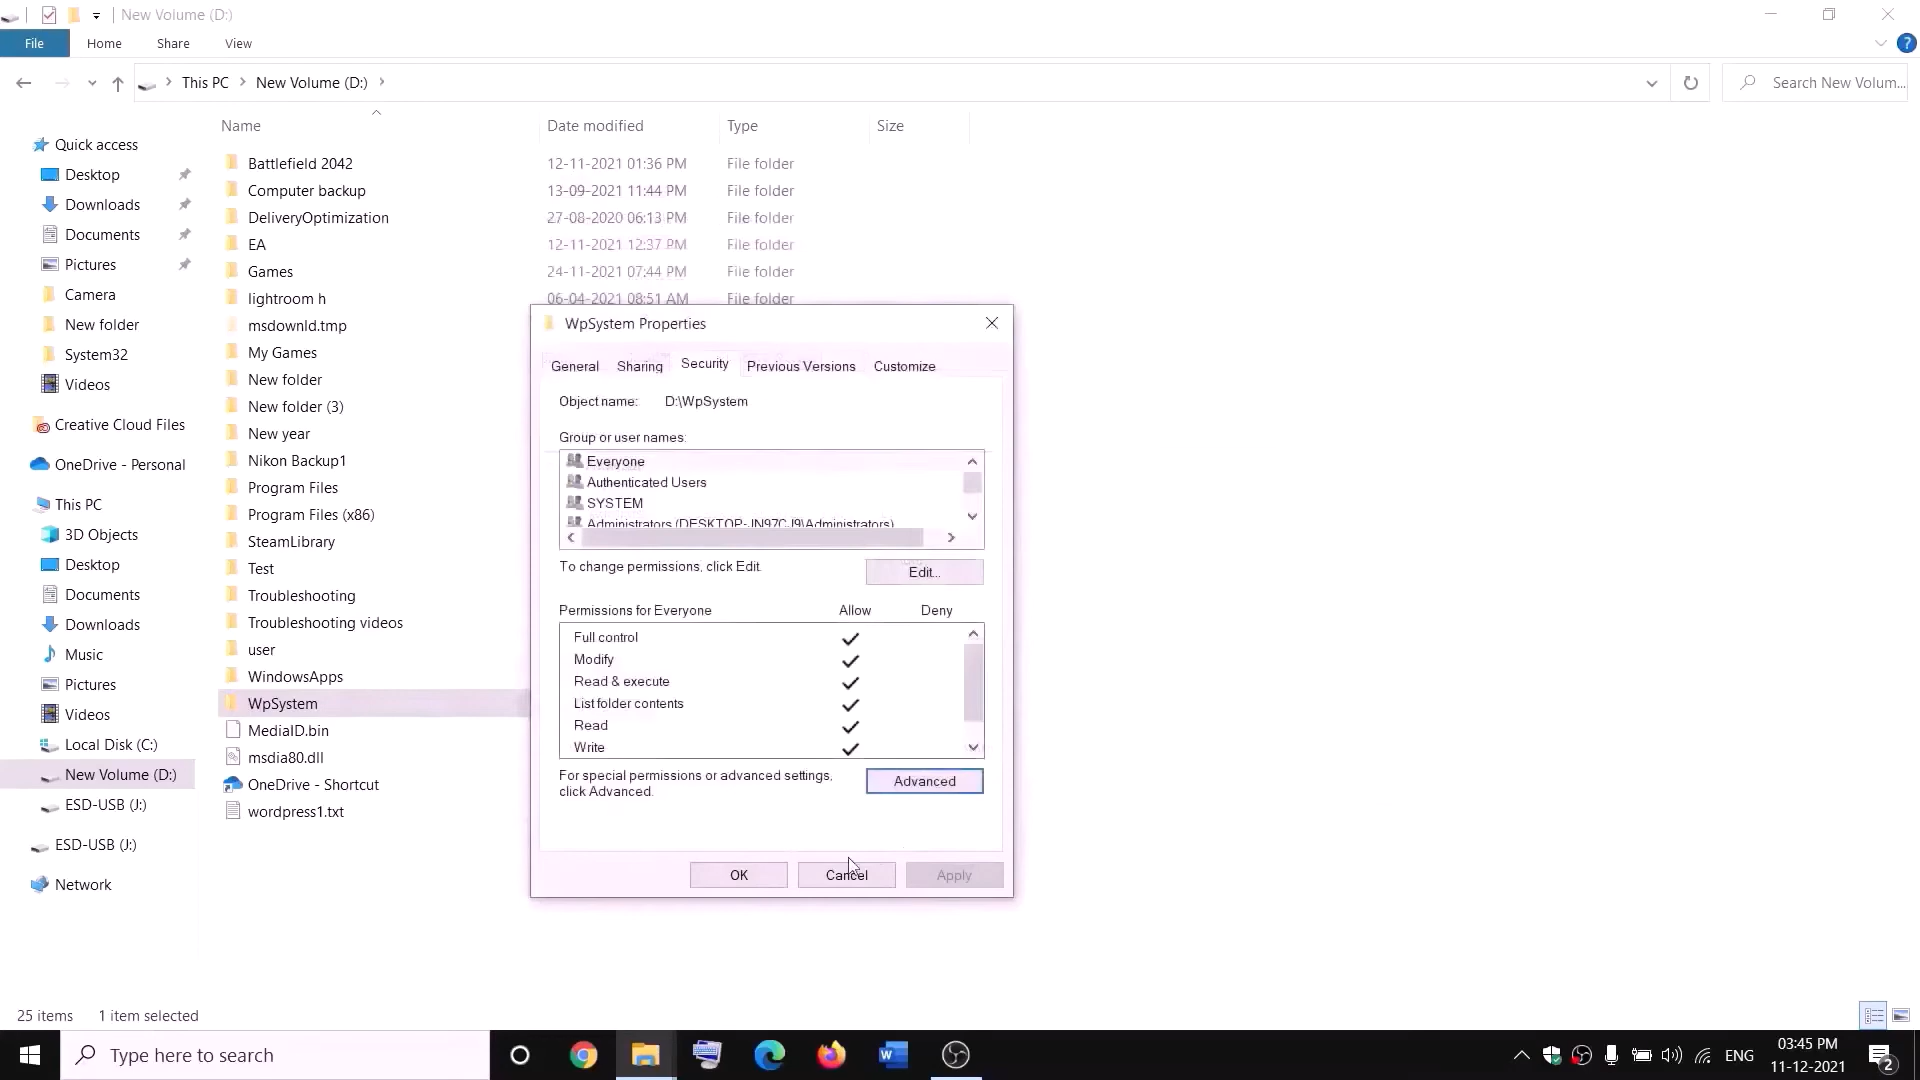 New Volume (D:)
File
Home
Share
View
This PC
New Volume (D:)
Search New Volum...
Name
Date modified
Type
Size
Quick access
Desktop
Downloads
Documents
Pictures
Camera
New folder
System32
Videos
Creative Cloud Files
OneDrive - Personal
This PC
3D Objects
Desktop
Documents
Downloads
Music
Pictures
Videos
Local Disk (C:)
New Volume (D:)
ESD-USB (J:)
ESD-USB (J:)
Network
Battlefield 2042 12-11-2021 01:36 PM File folder
Computer backup 13-09-2021 11:44 PM File folder
DeliveryOptimization 27-08-2020 06:13 PM File folder
EA 12-11-2021 12:37 PM File folder
Games 24-11-2021 07:44 PM File folder
lightroom h 06-04-2021 08:51 AM File folder
msdownld.tmp
My Games
New folder
New folder (3)
New year
Nikon Backup1
Program Files
Program Files (x86)
SteamLibrary
Test
Troubleshooting
Troubleshooting videos
user
WindowsApps
WpSystem
MediaID.bin
msdia80.dll
OneDrive - Shortcut
wordpress1.txt
WpSystem Properties
General
Sharing
Security
Previous Versions
Customize
Object name: D:\WpSystem
Group or user names:
Everyone
Authenticated Users
SYSTEM
Administrators (DESKTOP-JN97CJ9\Administrators)
To change permissions, click Edit.
Edit...
Permissions for Everyone Allow Deny
Full control
Modify
Read & execute
List folder contents
Read
Write
For special permissions or advanced settings,
click Advanced.
Advanced
OK
Cancel
Apply
25 items 1 item selected
Type here to search
ENG
03:45 PM
11-12-2021
2